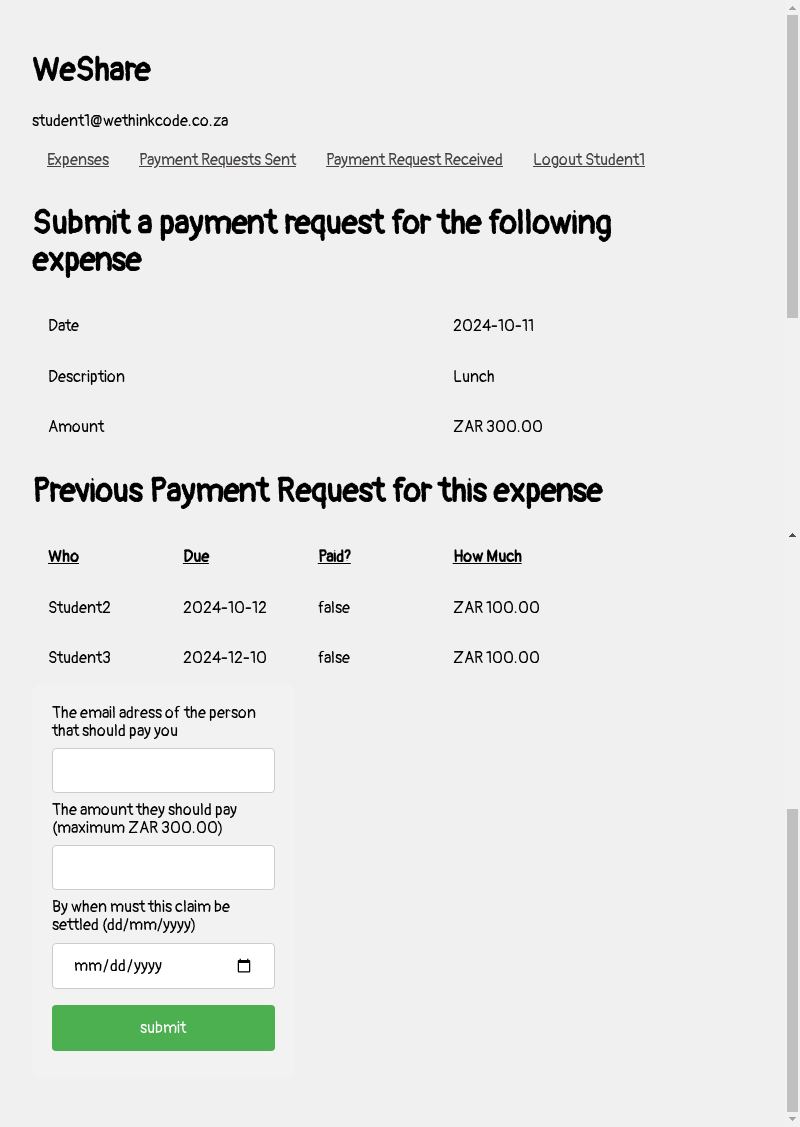 WeShare
student1@wethinkcode.co.za
Expenses Payment Requests Sent Payment Request Received Logout Student1
Submit a payment request for the following
expense
Date 2024-10-11
Description Lunch
Amount ZAR 300.00
Previous Payment Request for this expense
Who Due Paid? How Much
Student2 2024-10-12 false ZAR 100.00
Student3 2024-12-10 false ZAR 100.00
The email adress of the person
that should pay you
The amount they should pay
(maximum ZAR 300.00)
By when must this claim be
settled (dd/mm/yyyy)
mm/dd/yyyy
submit